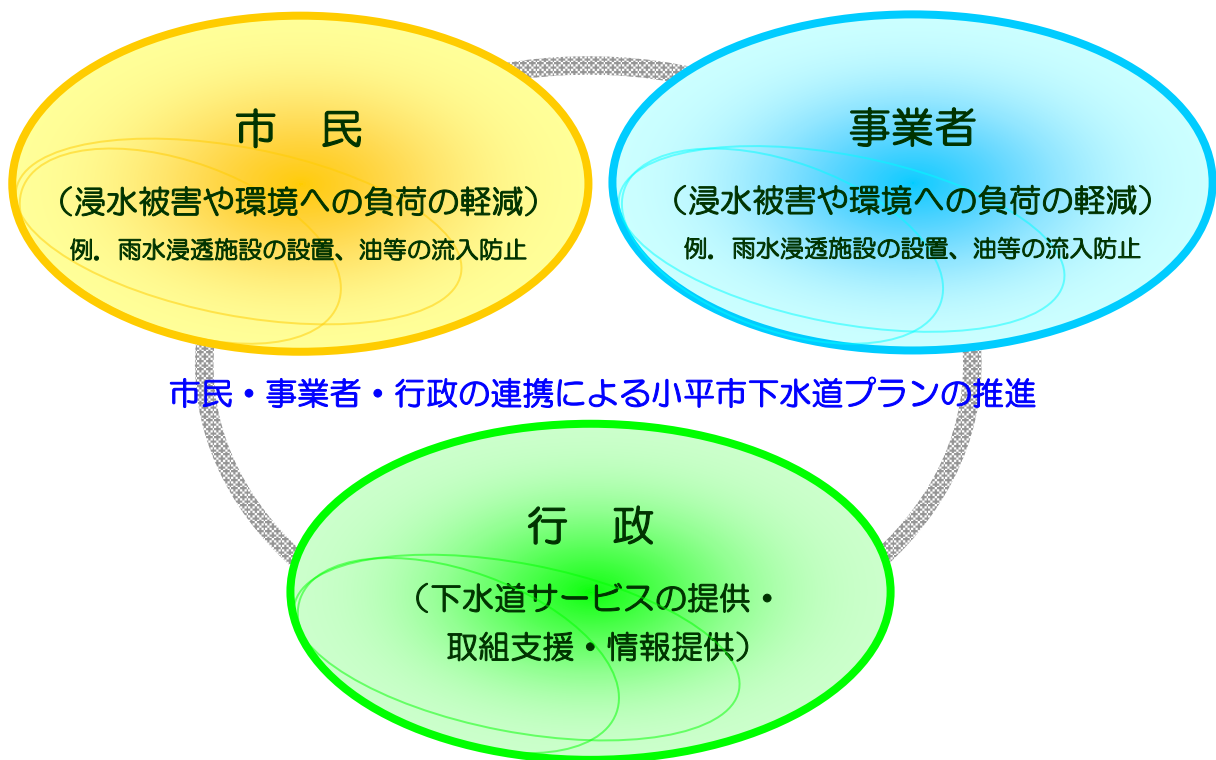 市　民
（浸水被害や環境への負荷の軽減）
例．雨水浸透施設の設置、油等の流入防止
事業者
（浸水被害や環境への負荷の軽減）
例．雨水浸透施設の設置、油等の流入防止
市民・事業者・行政の連携による小平市下水道プランの推進
行　政
（下水道サービスの提供・
取組支援・情報提供）